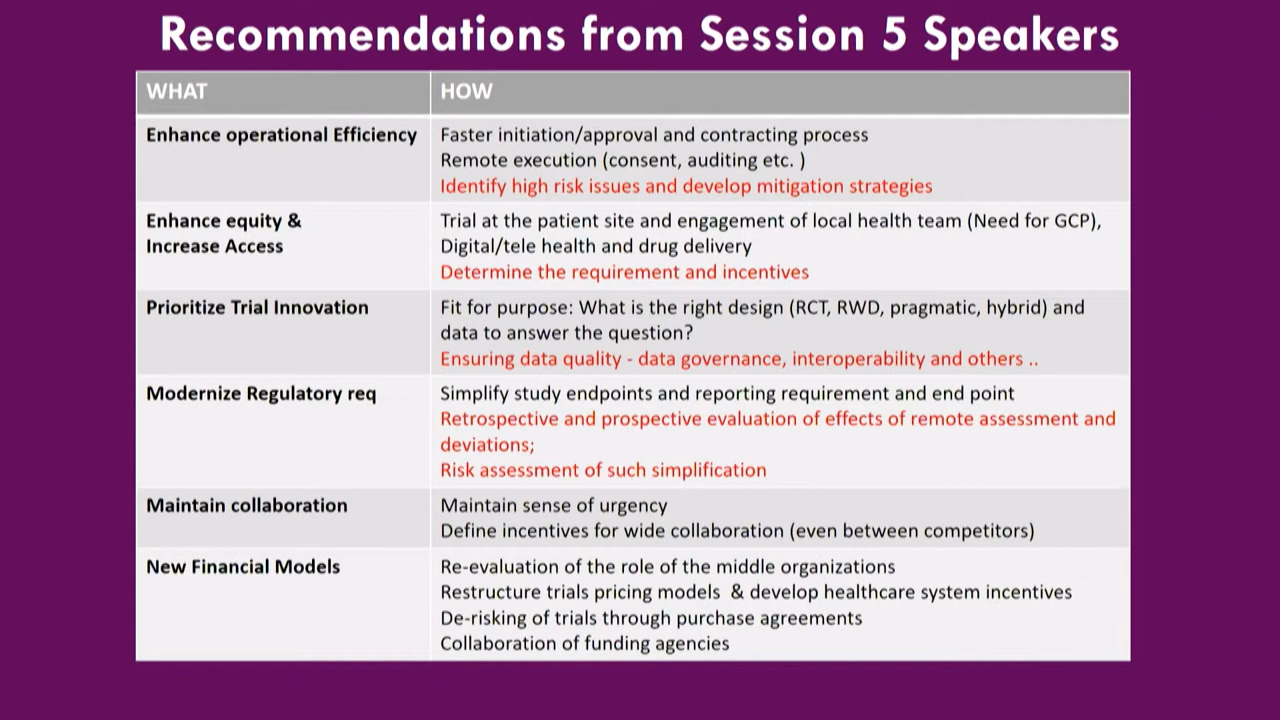 Recommendations from Session 5 Speakers
WHAT
HOW
Enhance operational Efficiency
Faster initiation/approval and contracting process
Remote execution (consent, auditing etc. )
Identify high risk issues and develop mitigation strategies
Enhance equity &
Increase Access
Trial at the patient site and engagement of local health team (Need for GCP),
Digital/tele health and drug delivery
Determine the requirement and incentives
Prioritize Trial Innovation
Fit for purpose: What is the right design (RCT, RWD, pragmatic, hybrid) and
data to answer the question?
Ensuring data quality - data governance, interoperability and others ..
Modernize Regulatory req
Simplify study endpoints and reporting requirement and end point
Retrospective and prospective evaluation of effects of remote assessment and
deviations;
Risk assessment of such simplification
Maintain collaboration
Maintain sense of urgency
Define incentives for wide collaboration (even between competitors)
New Financial Models
Re-evaluation of the role of the middle organizations
Restructure trials pricing models & develop healthcare system incentives
De-risking of trials through purchase agreements
Collaboration of funding agencies